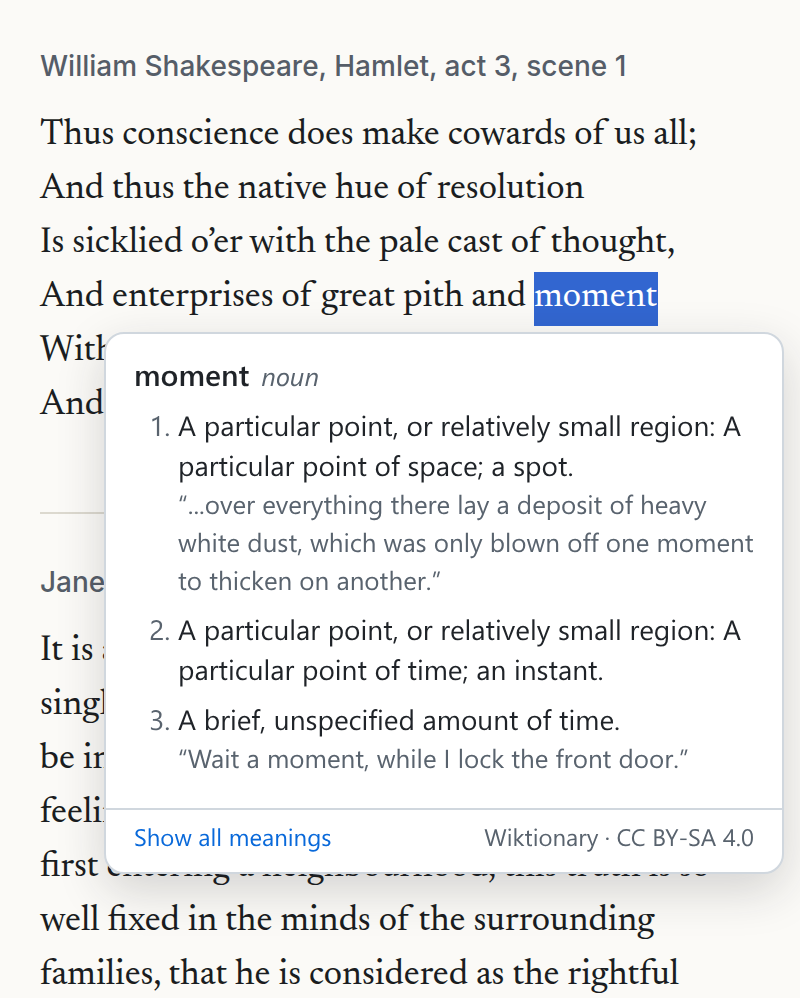 William Shakespeare, Hamlet, act 3, scene 1
Thus conscience does make cowards of us all;
And thus the native hue of resolution
Is sicklied o’er with the pale cast of thought,
And enterprises of great pith and moment
With
And
moment noun
1. A particular point, or relatively small region: A
particular point of space; a spot.
“...over everything there lay a deposit of heavy
white dust, which was only blown off one moment
to thicken on another.”
2. A particular point, or relatively small region: A
particular point of time; an instant.
3. A brief, unspecified amount of time.
“Wait a moment, while I lock the front door.”
Show all meanings Wiktionary · CC BY-SA 4.0
Jane
It is
be in
first
well fixed in the minds of the surrounding
families, that he is considered as the rightful